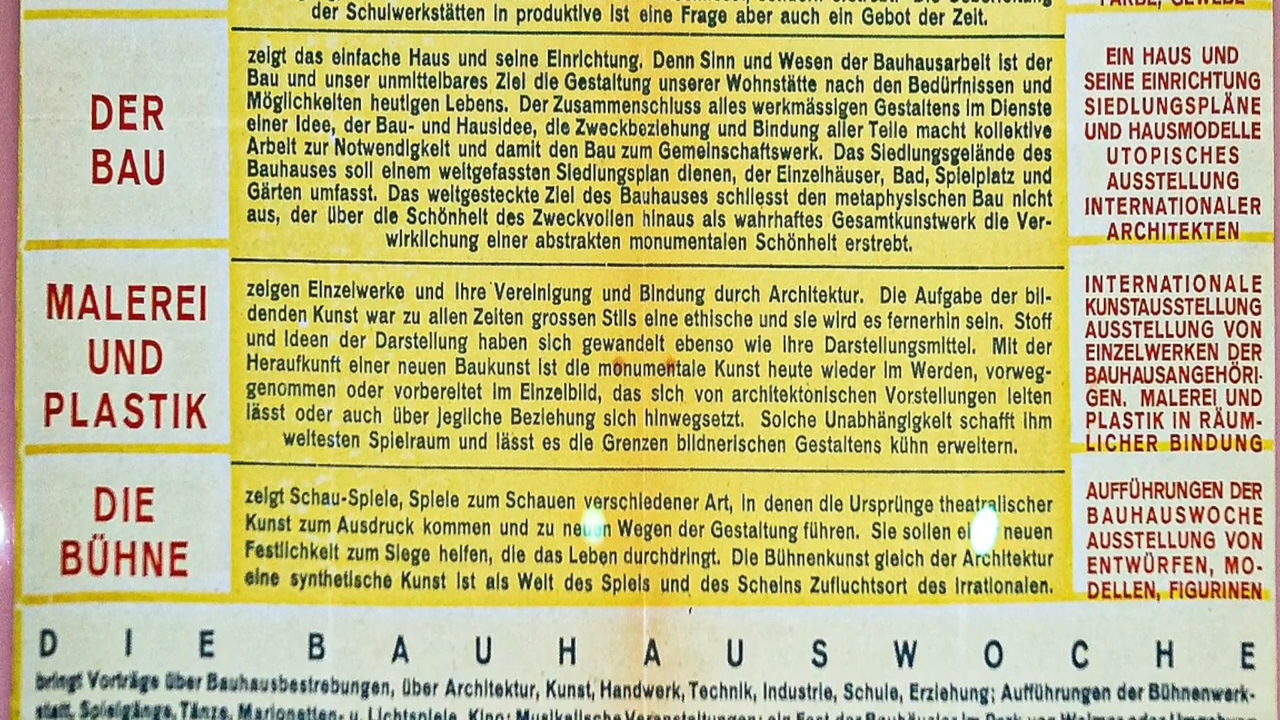 der Schulwerkstätten in produktive ist eine Frage aber auch ein Gebot der Zeit.
FARBE, GEWEBE
DER
BAU
zeigt das einfache Haus und seine Einrichtung. Denn Sinn und Wesen der Bauhausarbeit ist der
Bau und unser unmittelbares Ziel die Gestaltung unserer Wohnstätte nach den Bedürfnissen und
Möglichkeiten heutigen Lebens. Der Zusammenschluss alles werkmässigen Gestaltens im Dienste
einer Idee, der Bau- und Hausidee, die Zweckbeziehung und Bindung aller Teile macht kollektive
Arbeit zur Notwendigkeit und damit den Bau zum Gemeinschaftswerk. Das Siedlungsgelände des
Bauhauses soll einem weitgefassten Siedlungsplan dienen, der Einzelhäuser, Bad, Spielplatz und
Gärten umfasst. Das weitgesteckte Ziel des Bauhauses schliesst den metaphysischen Bau nicht
aus, der über die Schönheit des Zweckvollen hinaus als wahrhaftes Gesamtkunstwerk die Ver-
wirklichung einer abstrakten monumentalen Schönheit erstrebt.
EIN HAUS UND
SEINE EINRICHTUNG
SIEDLUNGSPLÄNE
UND HAUSMODELLE
UTOPISCHES
AUSSTELLUNG
INTERNATIONALER
ARCHITEKTEN
MALEREI
UND
PLASTIK
zeigen Einzelwerke und ihre Vereinigung und Bindung durch Architektur. Die Aufgabe der bil-
denden Kunst war zu allen Zeiten grossen Stils eine ethische und sie wird es fernerhin sein. Stoff
und Ideen der Darstellung haben sich gewandelt ebenso wie ihre Darstellungsmittel. Mit der
Heraufkunft einer neuen Baukunst ist die monumentale Kunst heute wieder im Werden, vorweg-
genommen oder vorbereitet im Einzelbild, das sich von architektonischen Vorstellungen leiten
lässt oder auch über jegliche Beziehung sich hinwegsetzt. Solche Unabhängigkeit schafft ihm
weitesten Spielraum und lässt es die Grenzen bildnerischen Gestaltens kühn erweitern.
INTERNATIONALE
KUNSTAUSSTELLUNG
AUSSTELLUNG VON
EINZELWERKEN DER
BAUHAUSANGEHÖRI-
GEN. MALEREI UND
PLASTIK IN RÄUM-
LICHER BINDUNG
DIE
BÜHNE
zeigt Schau-Spiele, Spiele zum Schauen verschiedener Art, in denen die Ursprünge theatralischer
Kunst zum Ausdruck kommen und zu neuen Wegen der Gestaltung führen. Sie sollen neuen
Festlichkeit zum Siege helfen, die das Leben durchdringt. Die Bühnenkunst gleich der Architektur
eine synthetische Kunst ist als Welt des Spiels und des Scheins Zufluchtsort des Irrationalen.
AUFFÜHRUNGEN DER
BAUHAUSWOCHE
AUSSTELLUNG VON
ENTWÜRFEN, MO-
DELLEN, FIGURINEN
DIE BAUHAUSWOCHE
bringt Vorträge über Bauhausbestrebungen, über Architektur, Kunst, Handwerk, Technik, Industrie, Schule, Erziehung; Aufführungen der Bühnenwerk-
statt, Spielgänge, Tänze, Marionetten- u. Lichtspiele, Kino; Musikalische Veranstaltungen;